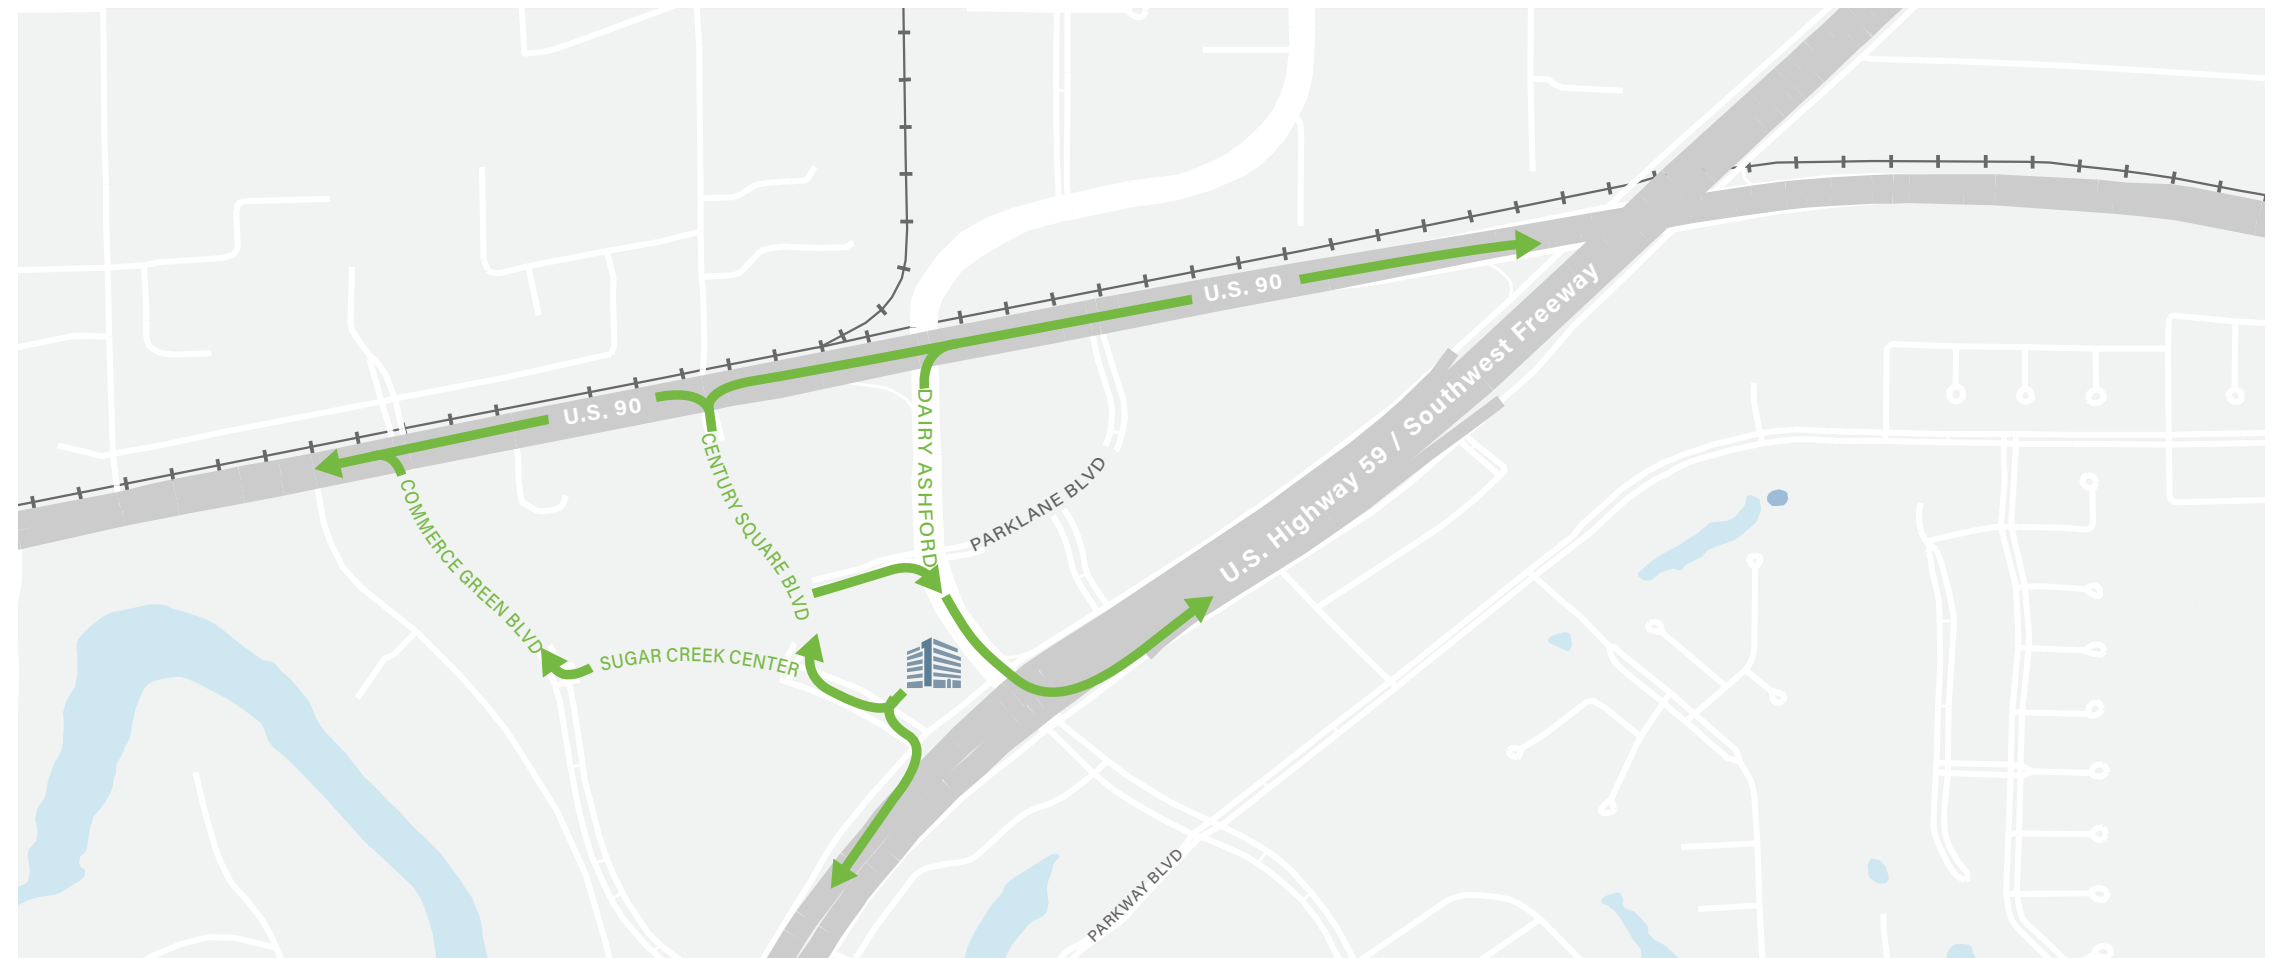 U.S. 90
U.S. 90
U.S. Highway 59 / Southwest Freeway
DAIRY ASHFORD
CENTURY SQUARE BLVD
PARKLANE BLVD
COMMERCE GREEN BLVD
SUGAR CREEK CENTER
PARKWAY BLVD